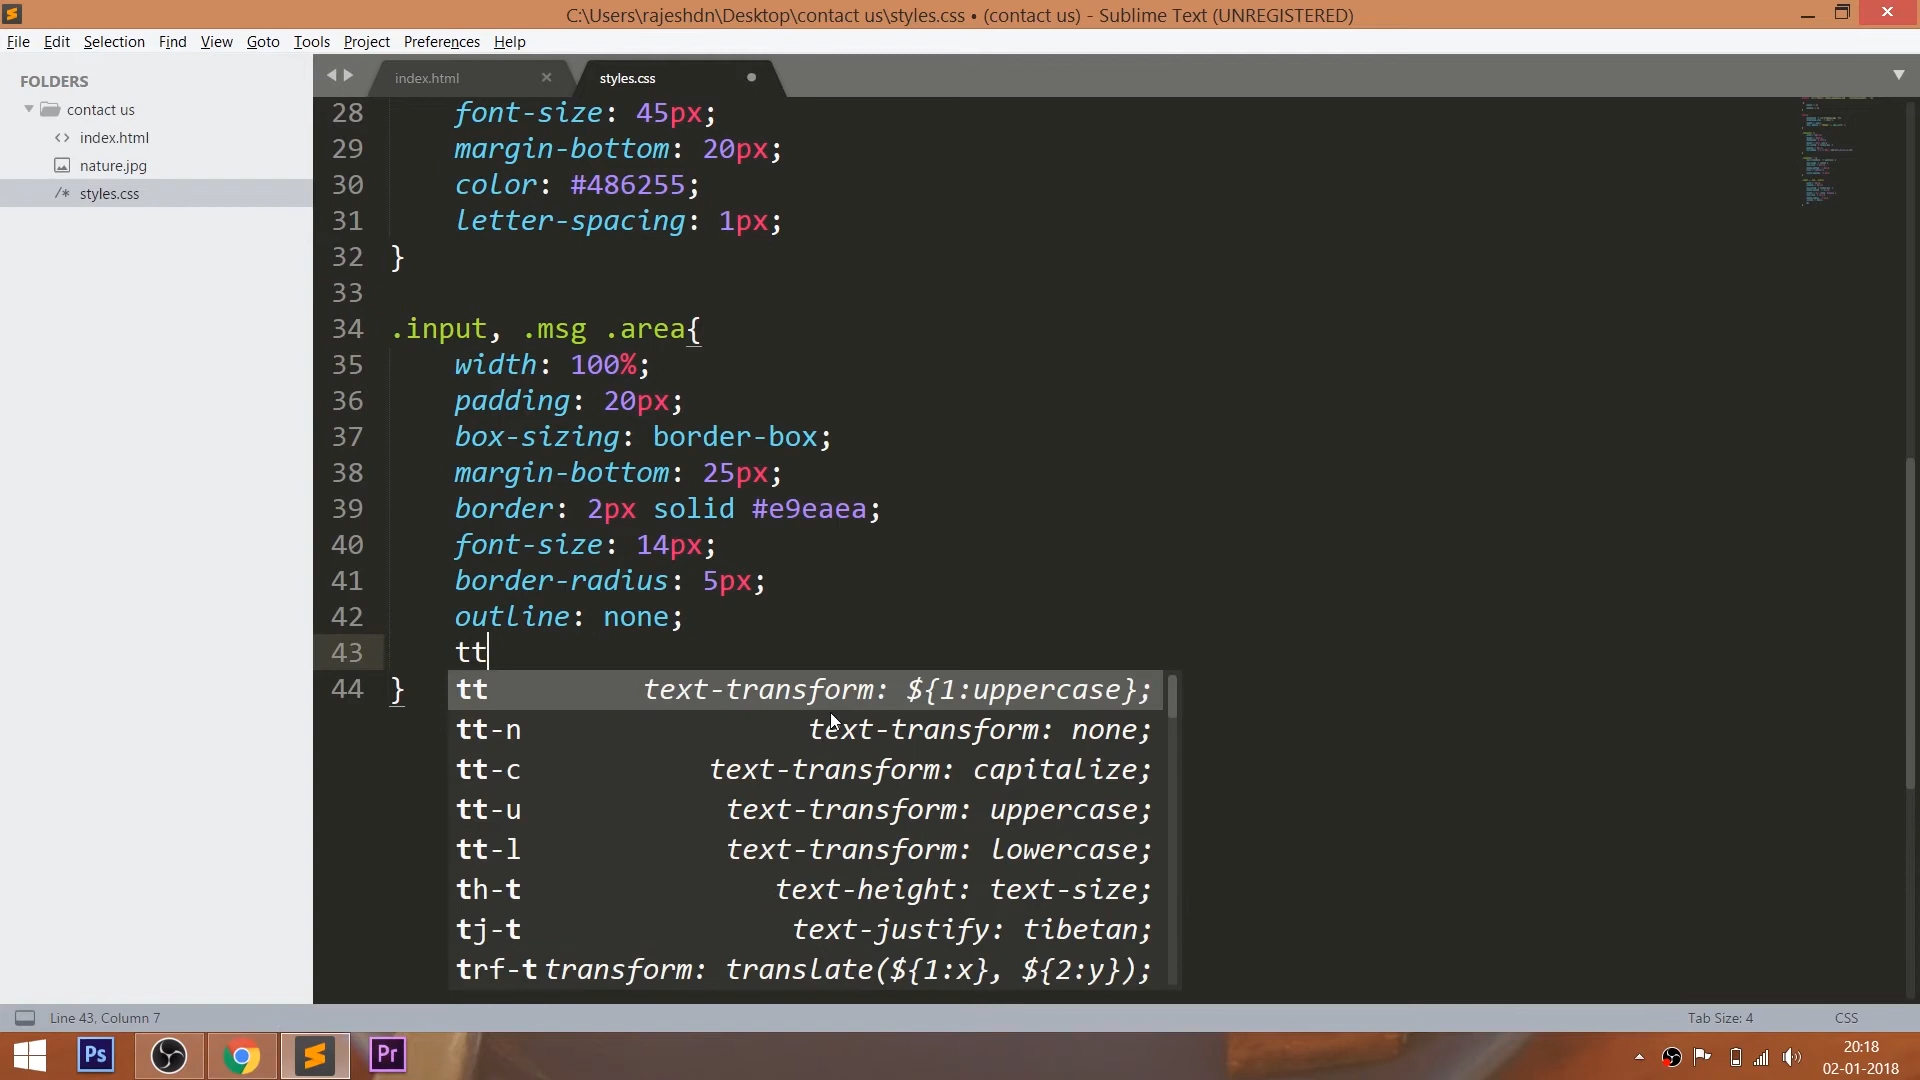 C:\Users\rajeshdn\Desktop\contact us\styles.css • (contact us) - Sublime Text (UNREGISTERED)
File Edit Selection Find View Goto Tools Project Preferences Help
FOLDERS
contact us
index.html
nature.jpg
/* styles.css
index.html
styles.css
28 font-size: 45px;
29 margin-bottom: 20px;
30 color: #486255;
31 letter-spacing: 1px;
32 }
33
34 .input, .msg .area{
35 width: 100%;
36 padding: 20px;
37 box-sizing: border-box;
38 margin-bottom: 25px;
39 border: 2px solid #e9eaea;
40 font-size: 14px;
41 border-radius: 5px;
42 outline: none;
43 tt
44 }
tt text-transform: ${1:uppercase};
tt-n text-transform: none;
tt-c text-transform: capitalize;
tt-u text-transform: uppercase;
tt-l text-transform: lowercase;
th-t text-height: text-size;
tj-t text-justify: tibetan;
trf-t transform: translate(${1:x}, ${2:y});
Line 43, Column 7
Tab Size: 4
CSS
Ps
Pr
20:18
02-01-2018